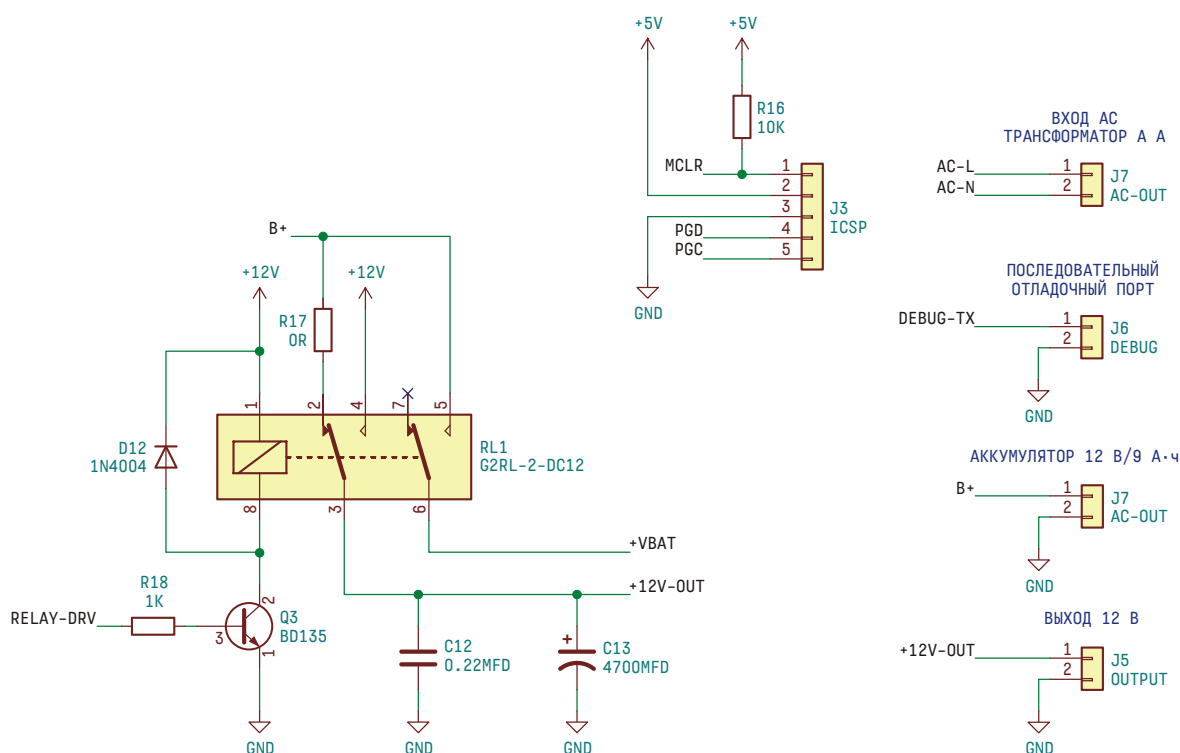 +5V
+5V
R16
10K
MCLR
1
2
3
4
5
PGD
PGC
J3
ICSP
GND
B+
+12V
+12V
R17
0R
1
2
4
7
5
D12
1N4004
RL1
G2RL-2-DC12
8
3
6
+VBAT
+12V-OUT
R18
1K
RELAY-DRV
3
2
1
Q3
BD135
C12
0.22MFD
+
C13
4700MFD
GND
GND
GND
ВХОД AC
ТРАНСФОРМАТОР А А
AC-L
AC-N
1
2
J7
AC-OUT
ПОСЛЕДОВАТЕЛЬНЫЙ
ОТЛАДОЧНЫЙ ПОРТ
DEBUG-TX
1
2
J6
DEBUG
GND
АККУМУЛЯТОР 12 В/9 А·ч
B+
1
2
J7
AC-OUT
GND
ВЫХОД 12 В
+12V-OUT
1
2
J5
OUTPUT
GND